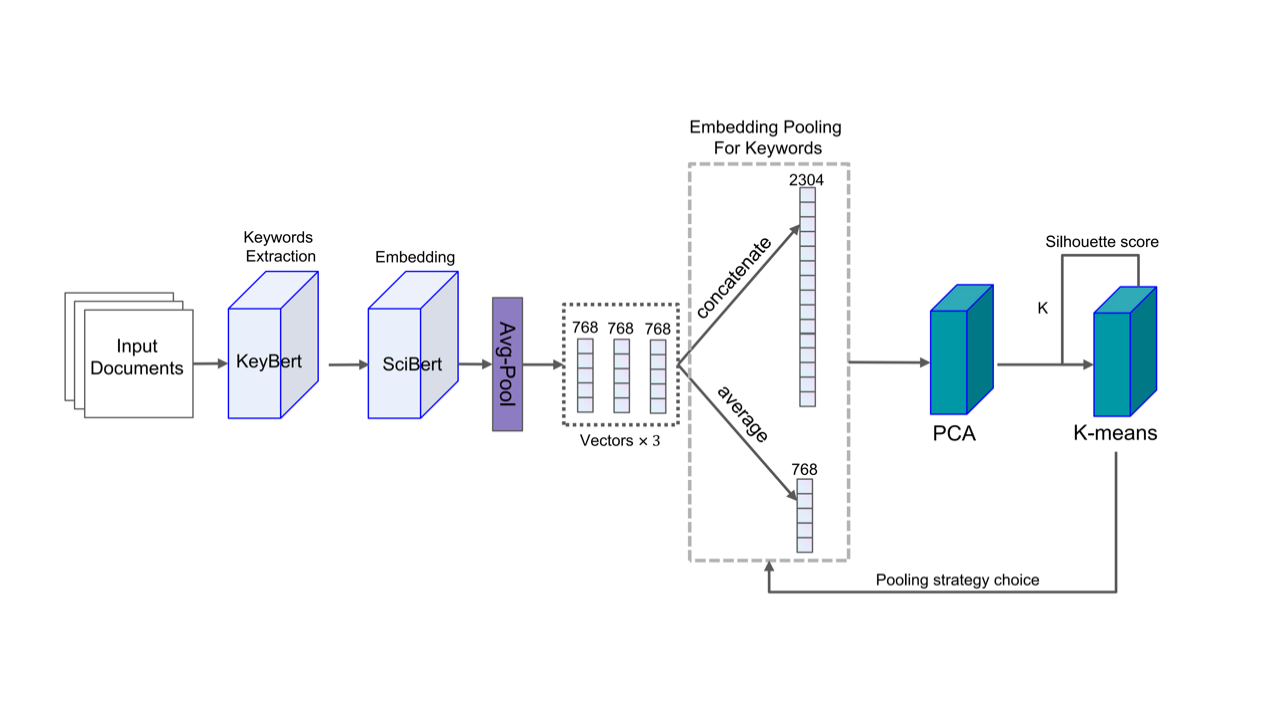 Embedding Pooling
For Keywords
2304
Keywords
Extraction
Embedding
Silhouette score
concatenate
K
Input
Documents
KeyBert
SciBert
Avg-Pool
768 768 768
average
Vectors × 3
PCA
K-means
768
Pooling strategy choice